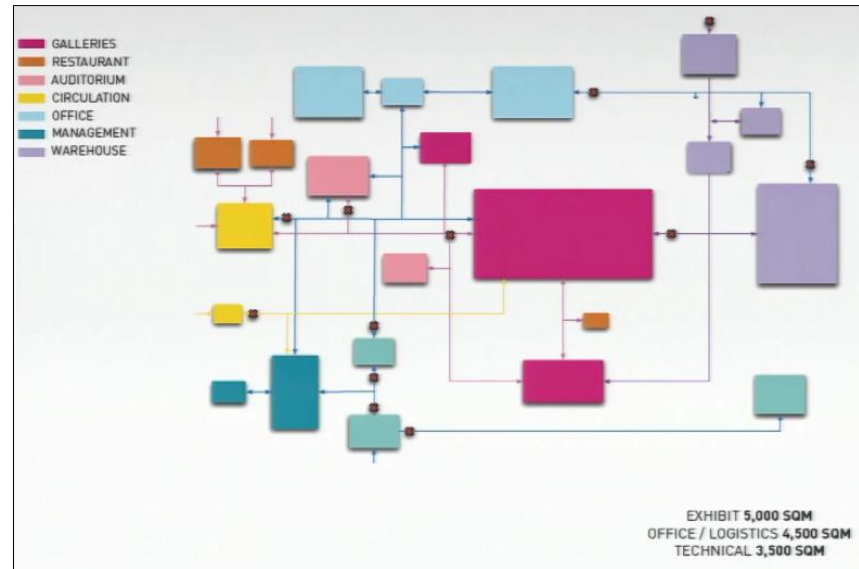 GALLERIES
RESTAURANT
AUDITORIUM
CIRCULATION
OFFICE
MANAGEMENT
WAREHOUSE
EXHIBIT 5,000 SQM
OFFICE / LOGISTICS 4,500 SQM
TECHNICAL 3,500 SQM